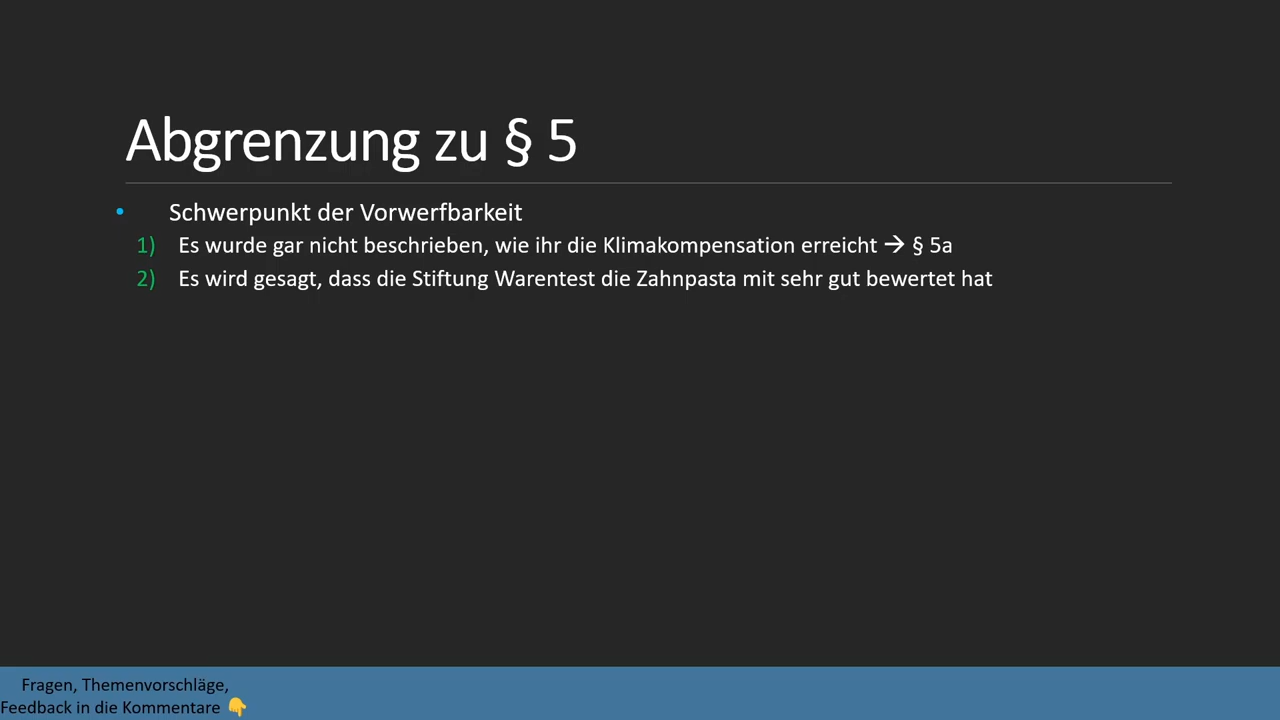 Abgrenzung zu § 5
• Schwerpunkt der Vorwerfbarkeit
1) Es wurde gar nicht beschrieben, wie ihr die Klimakompensation erreicht → § 5a
2) Es wird gesagt, dass die Stiftung Warentest die Zahnpasta mit sehr gut bewertet hat
Fragen, Themenvorschläge,
Feedback in die Kommentare 👇